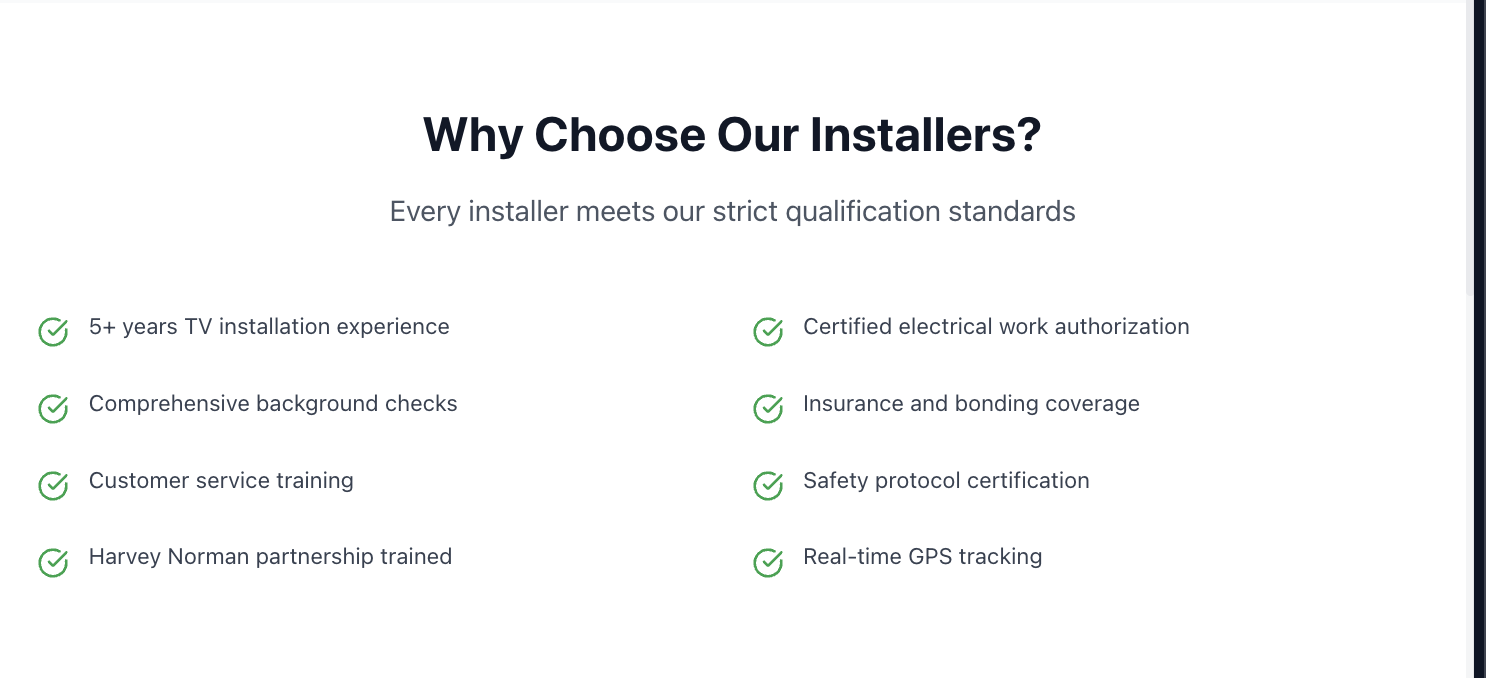 Why Choose Our Installers?
Every installer meets our strict qualification standards
5+ years TV installation experience
Certified electrical work authorization
Comprehensive background checks
Insurance and bonding coverage
Customer service training
Safety protocol certification
Harvey Norman partnership trained
Real-time GPS tracking